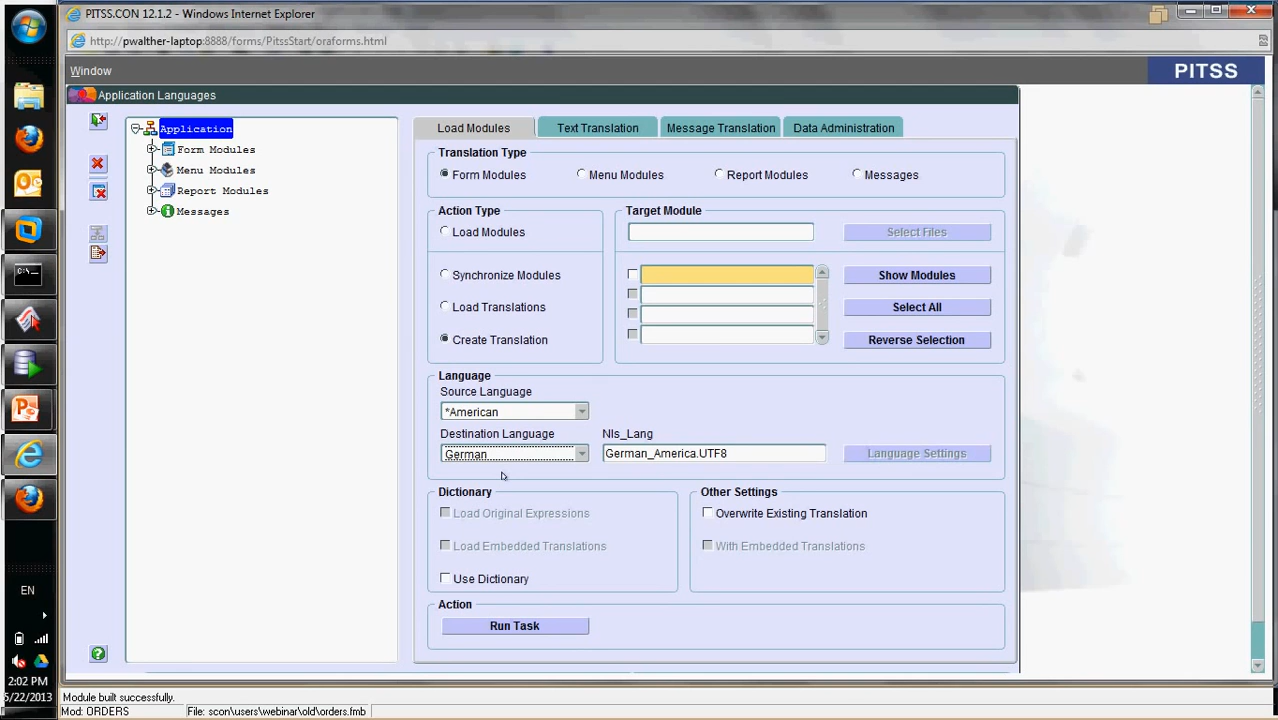 PITSS.CON 12.1.2 - Windows Internet Explorer
http://pwalther-laptop:8888/forms/PitssStart/oraforms.html
Window
PITSS
Application Languages
Application
Form Modules
Menu Modules
Report Modules
Messages
Load Modules Text Translation Message Translation Data Administration
Translation Type
Form Modules Menu Modules Report Modules Messages
Action Type
Load Modules
Synchronize Modules
Load Translations
Create Translation
Target Module
Select Files
Show Modules
Select All
Reverse Selection
Language
Source Language
*American
Destination Language Nls_Lang
German German_America.UTF8 Language Settings
Dictionary
Load Original Expressions
Load Embedded Translations
Use Dictionary
Other Settings
Overwrite Existing Translation
With Embedded Translations
Action
Run Task
EN
2:02 PM
5/22/2013
Module built successfully.
Mod: ORDERS File: scon\users\webinar\old\orders.fmb